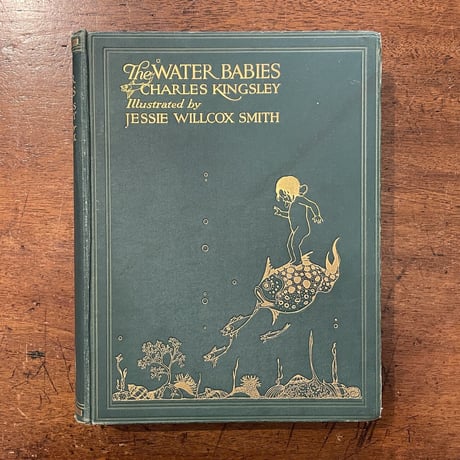 The WATER BABIES
by CHARLES KINGSLEY
Illustrated by
JESSIE WILLCOX SMITH